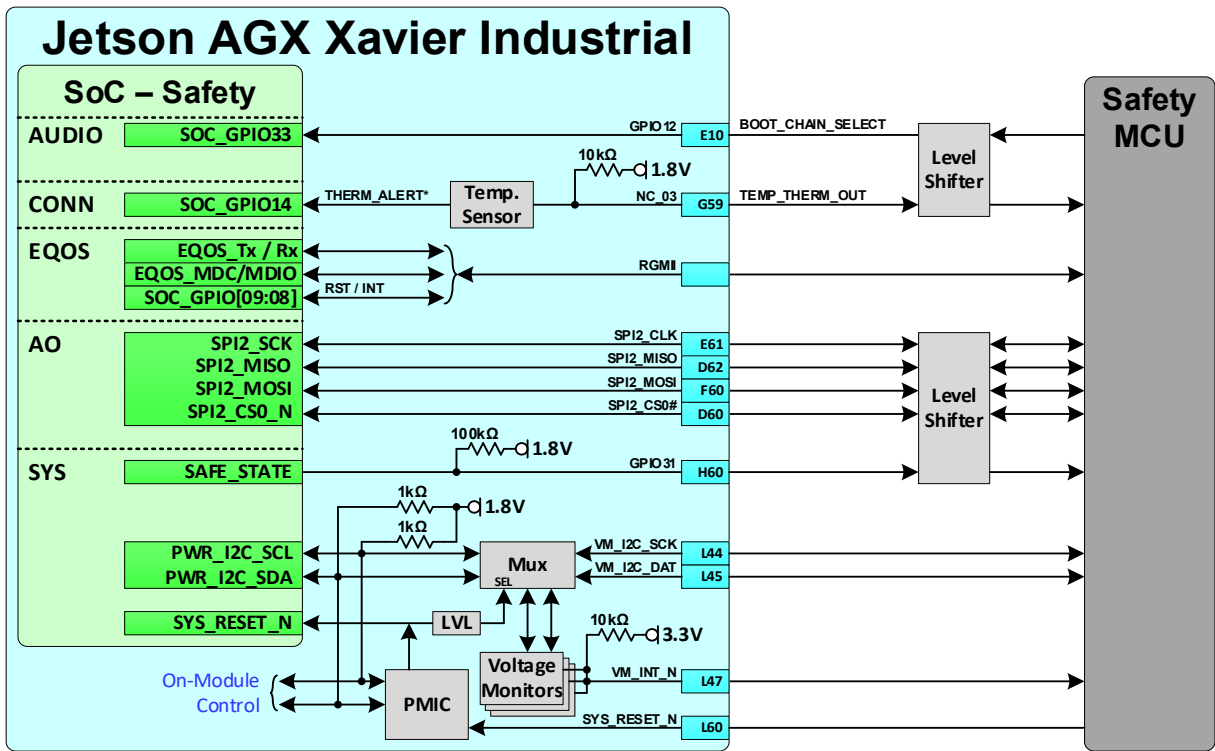 Jetson AGX Xavier Industrial
SoC – Safety
Safety
MCU
AUDIO
SOC_GPIO33
GPIO12
E10
BOOT_CHAIN_SELECT
Level
Shifter
10kΩ
1.8V
CONN
SOC_GPIO14
THERM_ALERT*
Temp.
Sensor
NC_03
G59
TEMP_THERM_OUT
EQOS
EQOS_Tx / Rx
EQOS_MDC/MDIO
SOC_GPIO[09:08]
RST / INT
RGMII
AO
SPI2_SCK
SPI2_CLK
E61
SPI2_MISO
SPI2_MISO
D62
SPI2_MOSI
SPI2_MOSI
F60
SPI2_CS0_N
SPI2_CS0#
D60
Level
Shifter
100kΩ
1.8V
SYS
SAFE_STATE
GPIO31
H60
1kΩ
1.8V
1kΩ
PWR_I2C_SCL
PWR_I2C_SDA
Mux
SEL
VM_I2C_SCK
L44
VM_I2C_DAT
L45
SYS_RESET_N
LVL
10kΩ
3.3V
Voltage
Monitors
VM_INT_N
L47
On-Module
Control
PMIC
SYS_RESET_N
L60